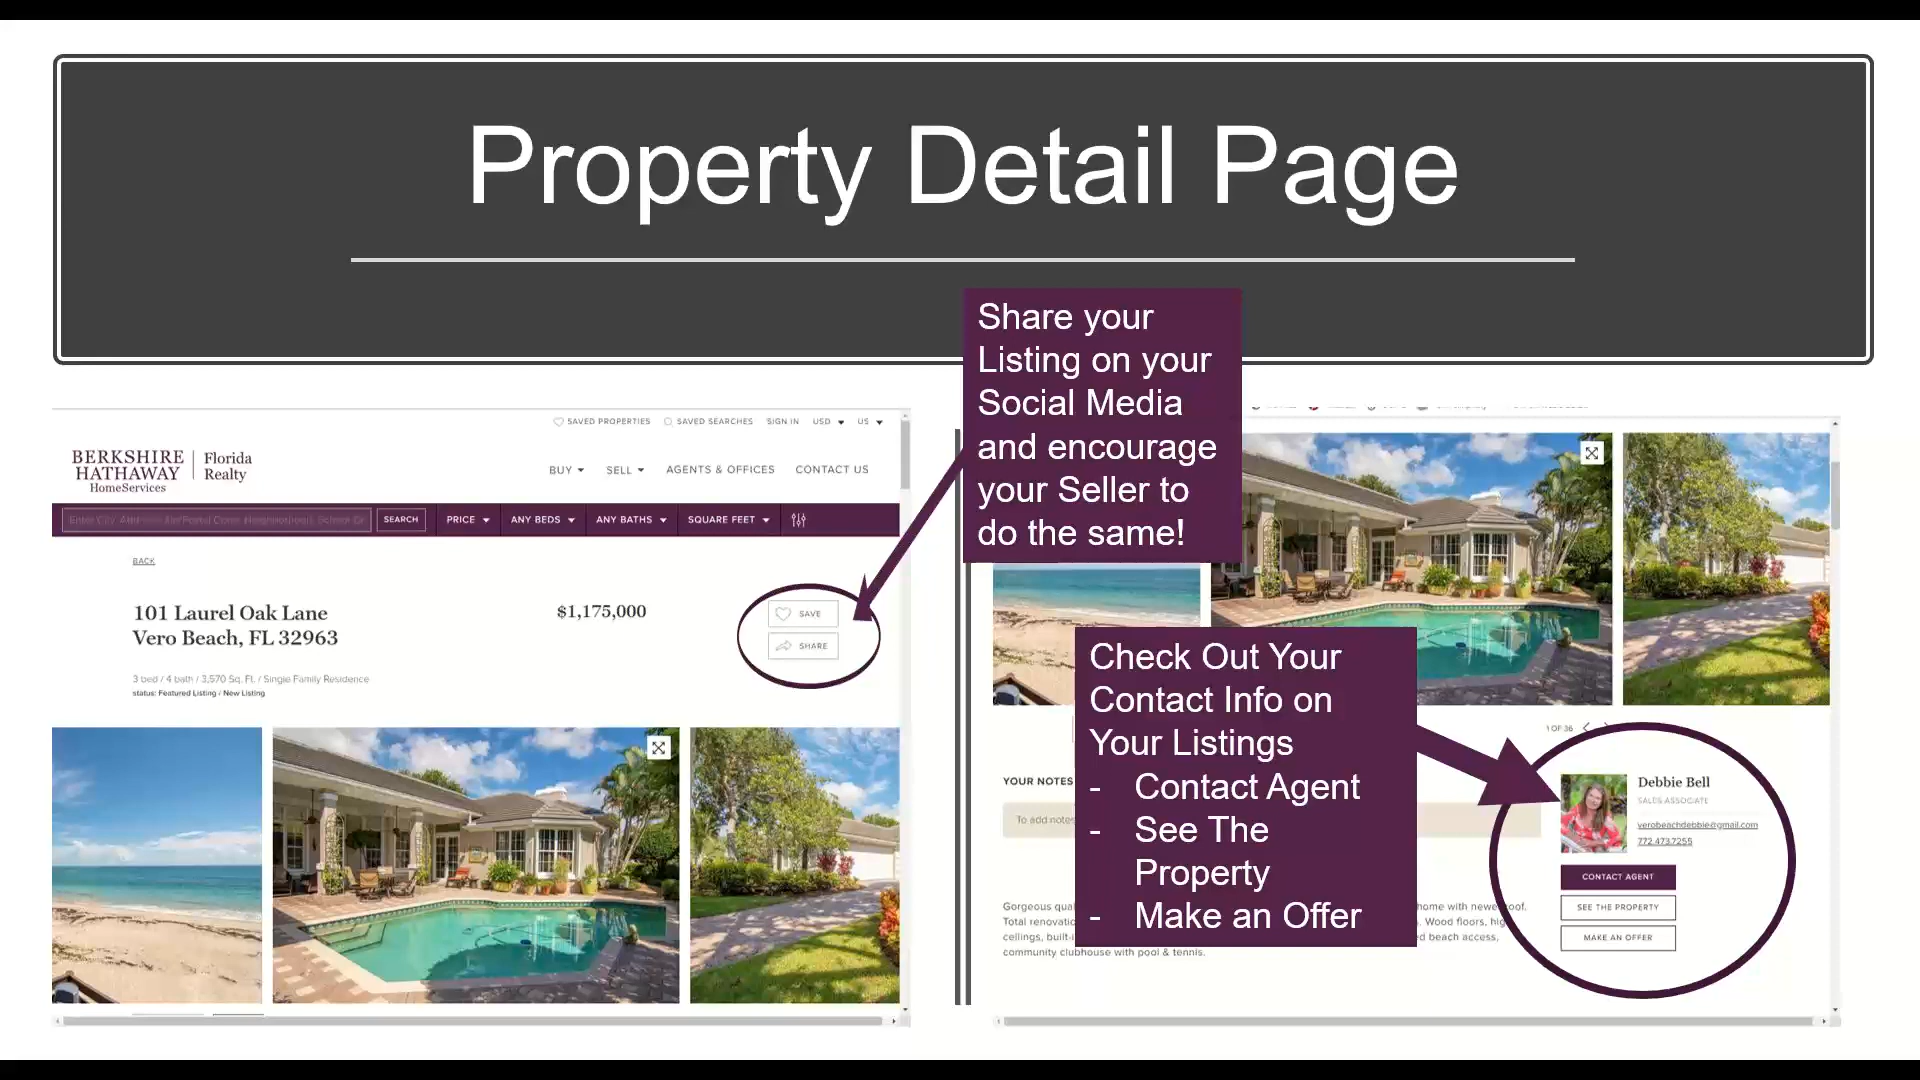 Property Detail Page
Share your
Listing on your
Social Media
and encourage
your Seller to
do the same!
SAVED PROPERTIES SAVED SEARCHES SIGN IN USD US
BERKSHIRE
HATHAWAY
HomeServices
Florida
Realty
BUY SELL AGENTS & OFFICES CONTACT US
SEARCH PRICE ANY BEDS ANY BATHS SQUARE FEET
BACK
101 Laurel Oak Lane
Vero Beach, FL 32963
$1,175,000
SAVE
SHARE
3 bed / 4 bath / 3,570 Sq. Ft. / Single Family Residence
status: Featured Listing / New Listing
Check Out Your
Contact Info on
Your Listings
- Contact Agent
- See The
Property
- Make an Offer
1 OF 36
YOUR NOTES
To add notes
Debbie Bell
SALES ASSOCIATE
verobeachdebbie@gmail.com
772.473.7255
CONTACT AGENT
SEE THE PROPERTY
MAKE AN OFFER
Gorgeous home with newer
Total Wood floors,
ceilings, beach access,
community clubhouse with pool & tennis.